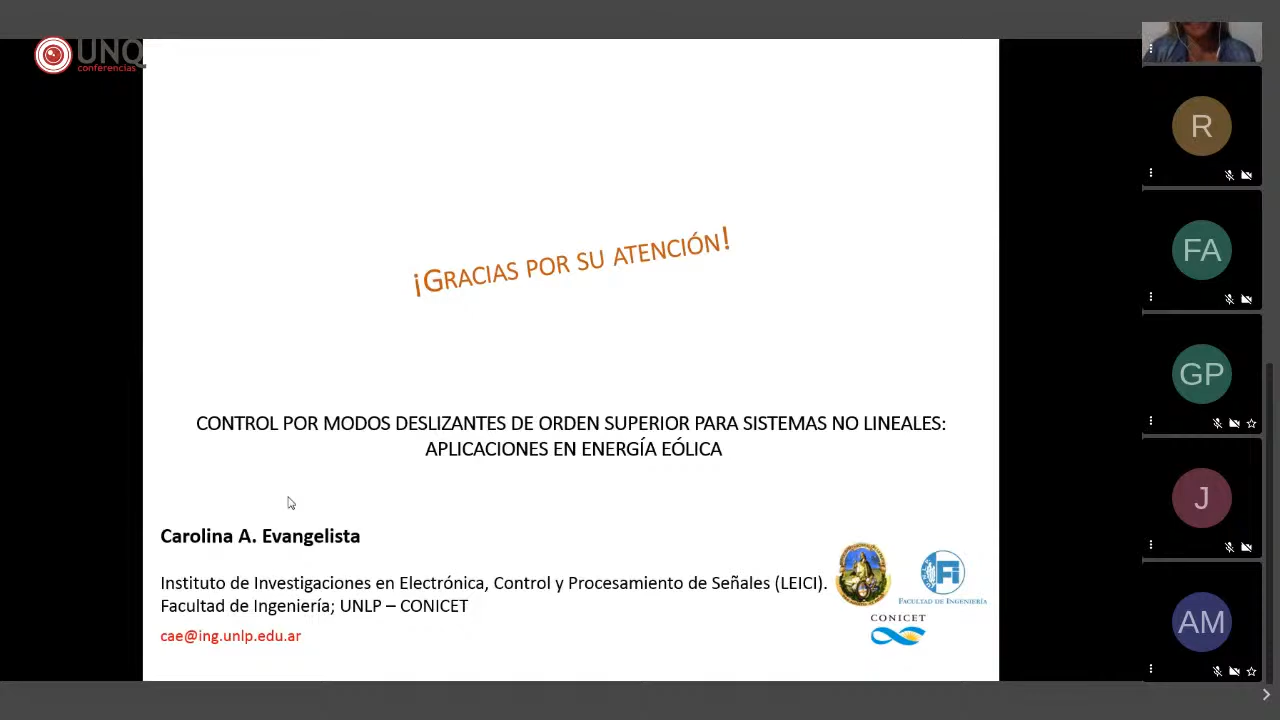 UNQ
conferencias
¡GRACIAS POR SU ATENCIÓN!
CONTROL POR MODOS DESLIZANTES DE ORDEN SUPERIOR PARA SISTEMAS NO LINEALES:
APLICACIONES EN ENERGÍA EÓLICA
Carolina A. Evangelista
Instituto de Investigaciones en Electrónica, Control y Procesamiento de Señales (LEICI).
Facultad de Ingeniería; UNLP – CONICET
cae@ing.unlp.edu.ar
Fi
FACULTAD DE INGENIERÍA
CONICET
R
FA
GP
J
AM